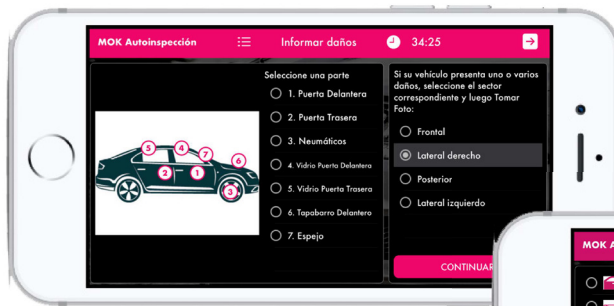 MOK Autoinspección
Informar daños
34:25
Seleccione una parte
1. Puerta Delantera
2. Puerta Trasera
3. Neumáticos
4. Vidrio Puerta Delantera
5. Vidrio Puerta Trasera
6. Tapabarro Delantero
7. Espejo
5
4
7
6
2
1
3
Si su vehículo presenta uno o varios
daños, seleccione el sector
correspondiente y luego Tomar
Foto:
Frontal
Lateral derecho
Posterior
Lateral izquierdo
CONTINUAR
MOK